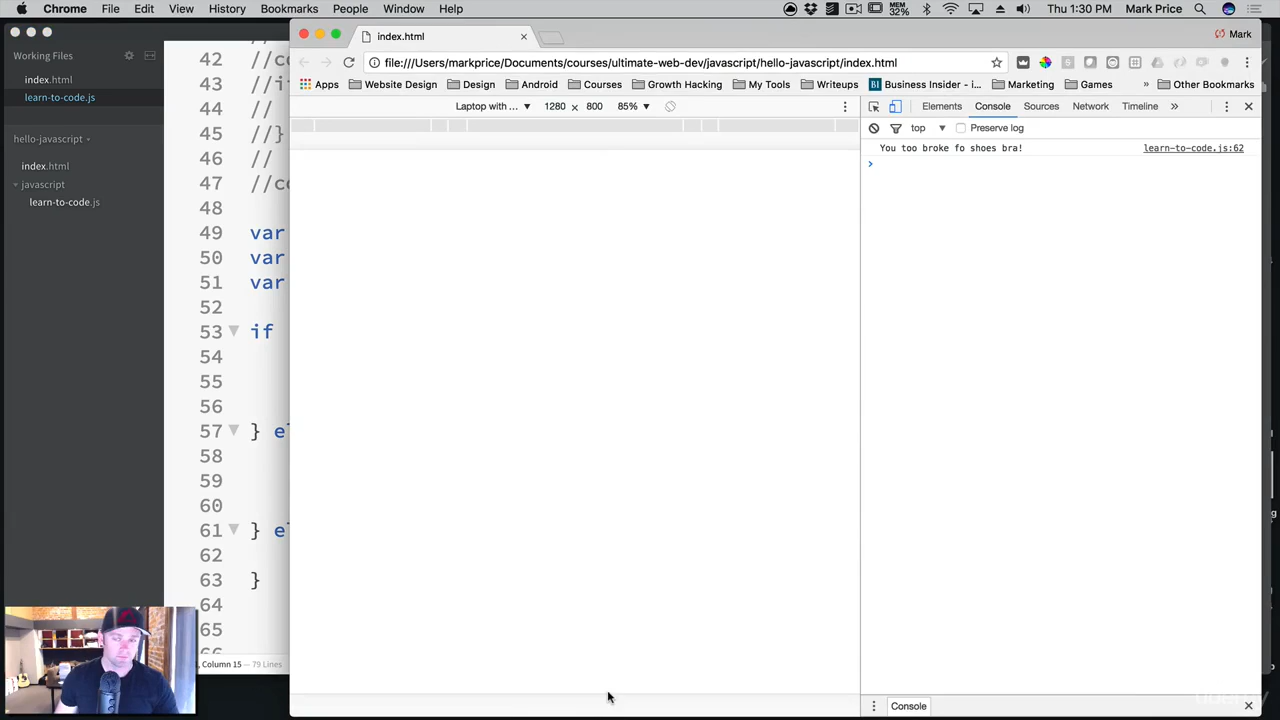 Chrome File Edit View History Bookmarks People Window Help MEM 32% Thu 1:30 PM Mark Price
index.html
Mark
file:///Users/markprice/Documents/courses/ultimate-web-dev/javascript/hello-javascript/index.html
Apps Website Design Design Android Courses Growth Hacking My Tools Writeups BI Business Insider - i... Marketing Games » Other Bookmarks
Laptop with ... 1280 × 800 85%
Elements Console Sources Network Timeline »
top Preserve log
You too broke fo shoes bra! learn-to-code.js:62
>
Console
Working Files
index.html
learn-to-code.js
hello-javascript
index.html
javascript
learn-to-code.js
42 //c
43 //i
44 //
45 //}
46 //
47 //c
48
49 var
50 var
51 var
52
53 if
54
55
56
57 } el
58
59
60
61 } el
62
63 }
64
65
, Column 15 — 79 Lines